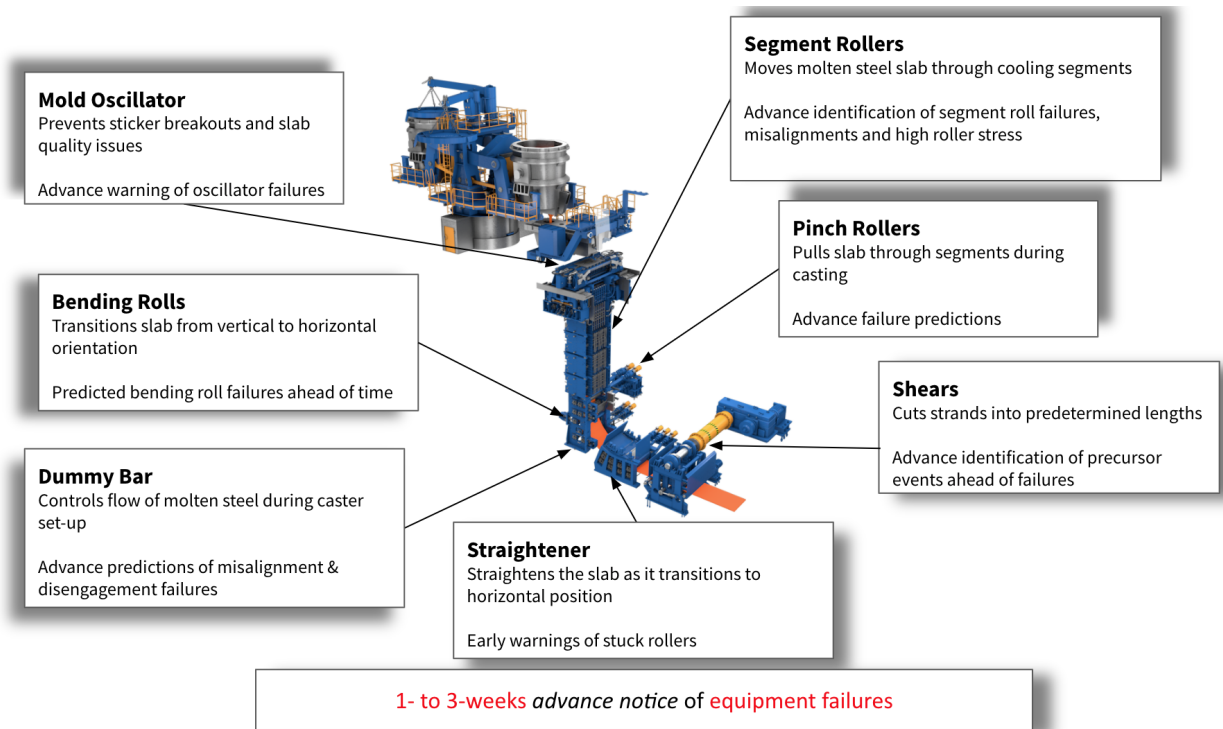 Segment Rollers
Moves molten steel slab through cooling segments
Advance identification of segment roll failures,
misalignments and high roller stress
Mold Oscillator
Prevents sticker breakouts and slab
quality issues
Advance warning of oscillator failures
Pinch Rollers
Pulls slab through segments during
casting
Advance failure predictions
Bending Rolls
Transitions slab from vertical to horizontal
orientation
Predicted bending roll failures ahead of time
Shears
Cuts strands into predetermined lengths
Advance identification of precursor
events ahead of failures
Dummy Bar
Controls flow of molten steel during caster
set-up
Advance predictions of misalignment &
disengagement failures
Straightener
Straightens the slab as it transitions to
horizontal position
Early warnings of stuck rollers
1- to 3-weeks advance notice of equipment failures